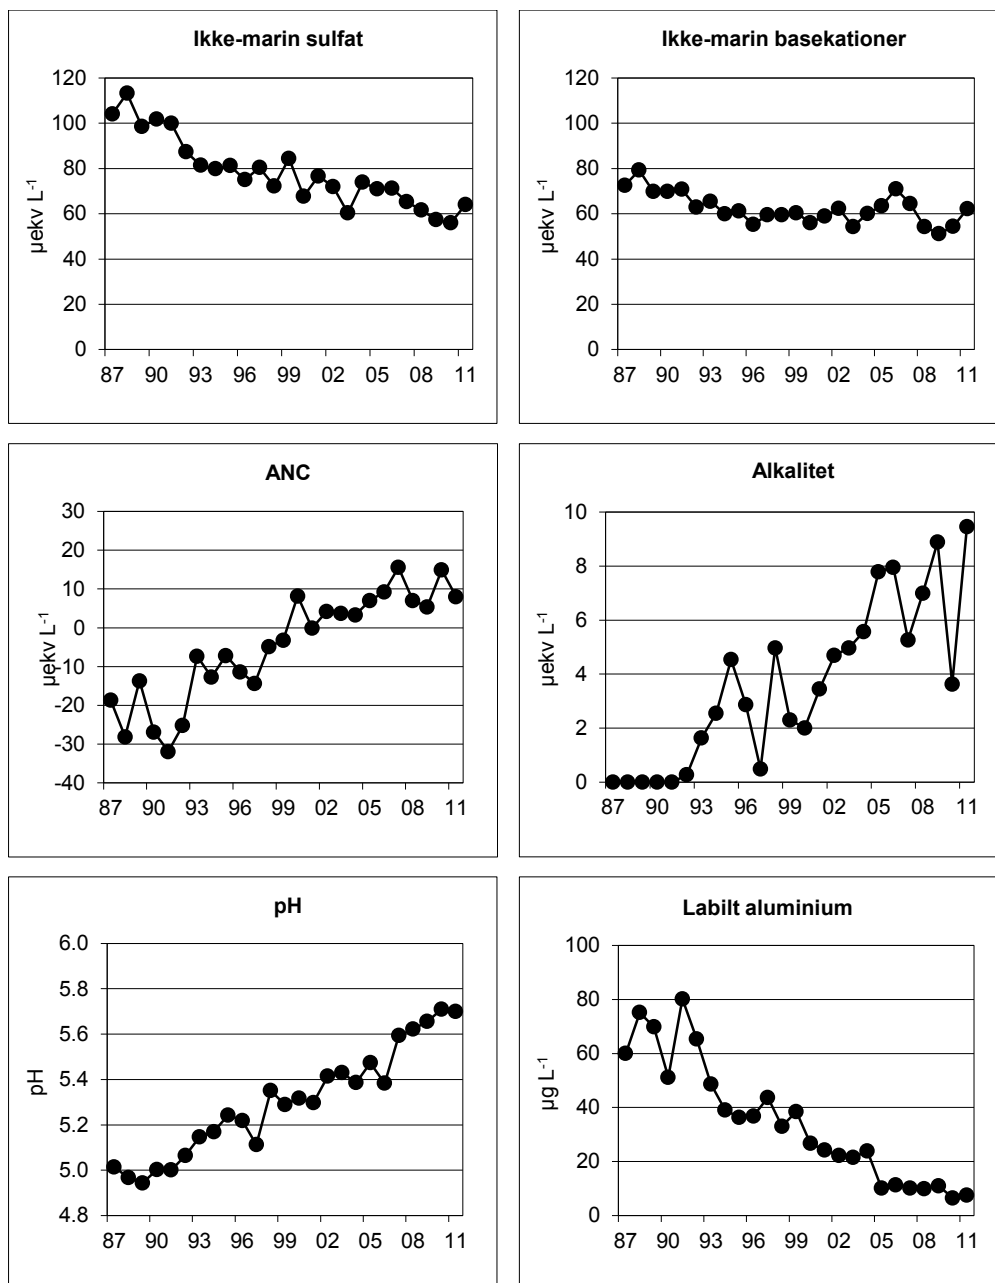 Ikke-marin sulfat
120
100
80
60
40
20
0
µekv L-1
87 90 93 96 99 02 05 08 11
Ikke-marin basekationer
120
100
80
60
40
20
0
µekv L-1
87 90 93 96 99 02 05 08 11
ANC
30
20
10
0
-10
-20
-30
-40
µekv L-1
87 90 93 96 99 02 05 08 11
Alkalitet
10
8
6
4
2
0
µekv L-1
87 90 93 96 99 02 05 08 11
pH
6.0
5.8
5.6
5.4
5.2
5.0
4.8
pH
87 90 93 96 99 02 05 08 11
Labilt aluminium
100
80
60
40
20
0
µg L-1
87 90 93 96 99 02 05 08 11